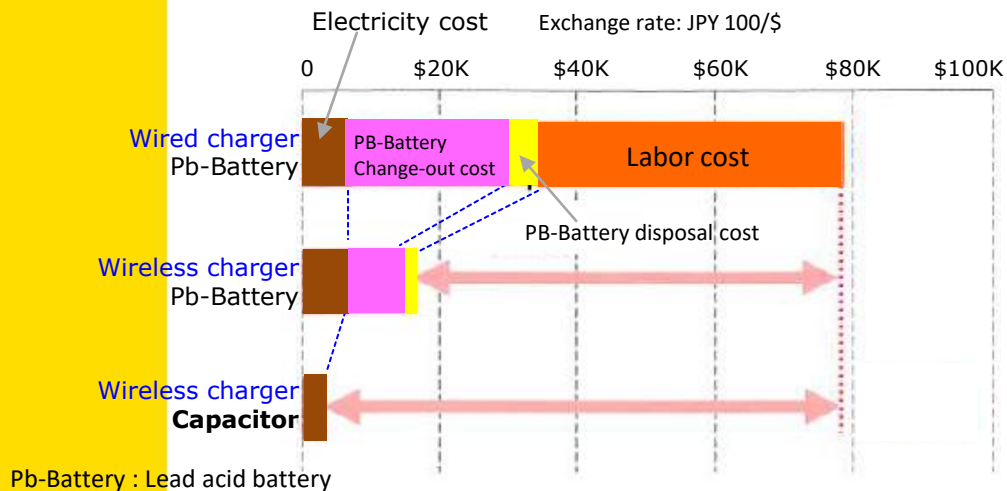 Electricity cost
Exchange rate: JPY 100/$
0 $20K $40K $60K $80K $100K
Wired charger
Pb-Battery
PB-Battery
Change-out cost
Labor cost
PB-Battery disposal cost
Wireless charger
Pb-Battery
Wireless charger
Capacitor
Pb-Battery : Lead acid battery